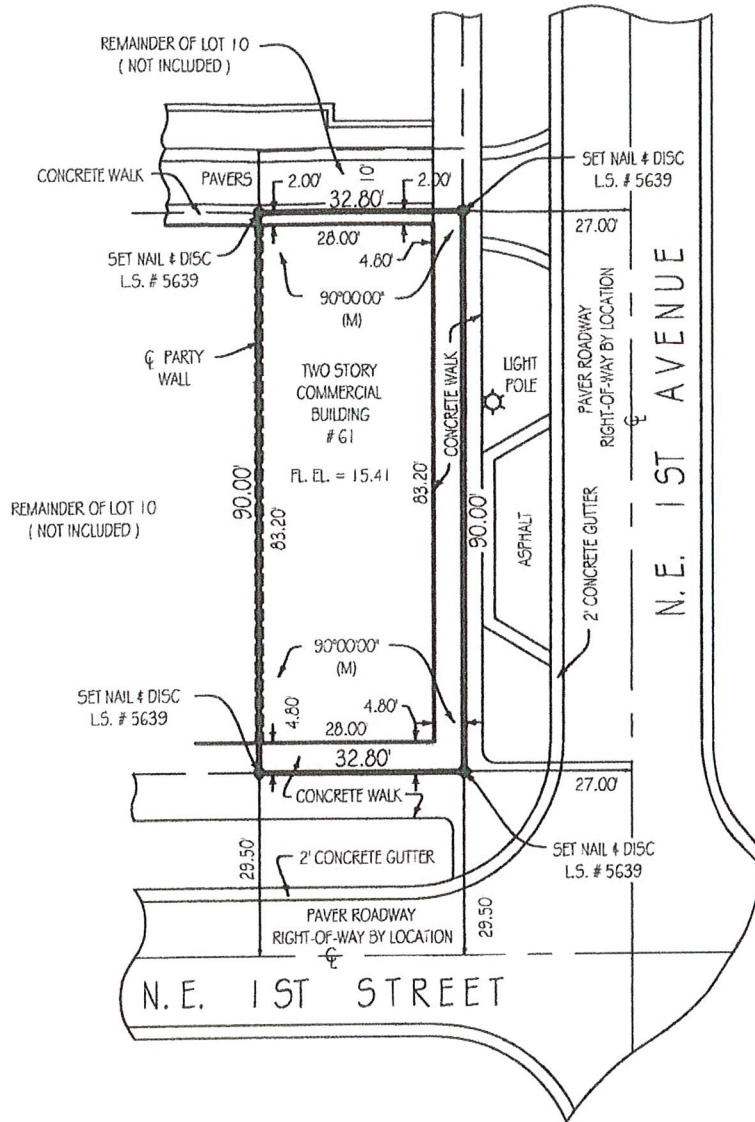 REMAINDER OF LOT 10
( NOT INCLUDED )
CONCRETE WALK
PAVERS
10'
2.00'
2.00'
32.80'
SET NAIL & DISC
L.S. # 5639
27.00'
SET NAIL & DISC
L.S. # 5639
28.00'
4.80'
90°00'00"
(M)
℄ PARTY
WALL
TWO STORY
COMMERCIAL
BUILDING
# 61
FL. EL. = 15.41
CONCRETE WALK
LIGHT
POLE
PAVER ROADWAY
RIGHT-OF-WAY BY LOCATION
℄
N.E. 1ST AVENUE
90.00'
83.20'
83.20'
90.00'
ASPHALT
2' CONCRETE GUTTER
REMAINDER OF LOT 10
( NOT INCLUDED )
90°00'00"
(M)
SET NAIL & DISC
L.S. # 5639
4.80'
28.00'
4.80'
32.80'
27.00'
CONCRETE WALK
29.50'
2' CONCRETE GUTTER
SET NAIL & DISC
L.S. # 5639
29.50
PAVER ROADWAY
RIGHT-OF-WAY BY LOCATION
℄
N.E. 1ST STREET